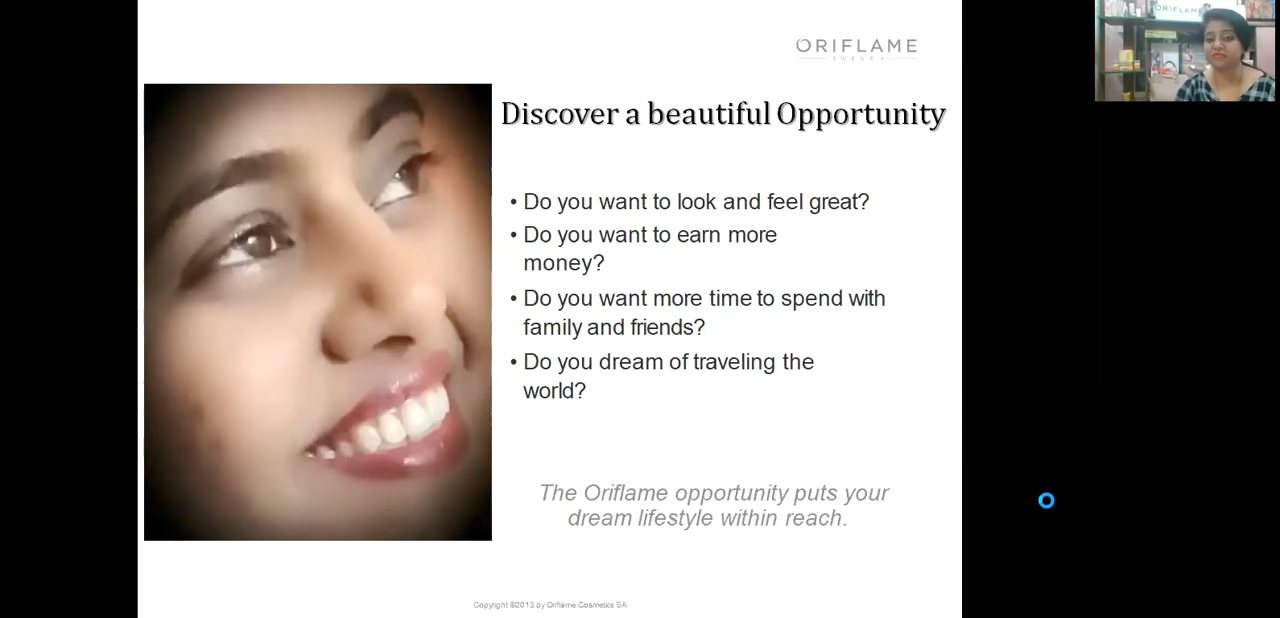 ORIFLAME
SWEDEN
Discover a beautiful Opportunity
• Do you want to look and feel great?
• Do you want to earn more
money?
• Do you want more time to spend with
family and friends?
• Do you dream of traveling the
world?
The Oriflame opportunity puts your
dream lifestyle within reach.
Copyright ©2013 by Oriflame Cosmetics SA
ORIFLAME